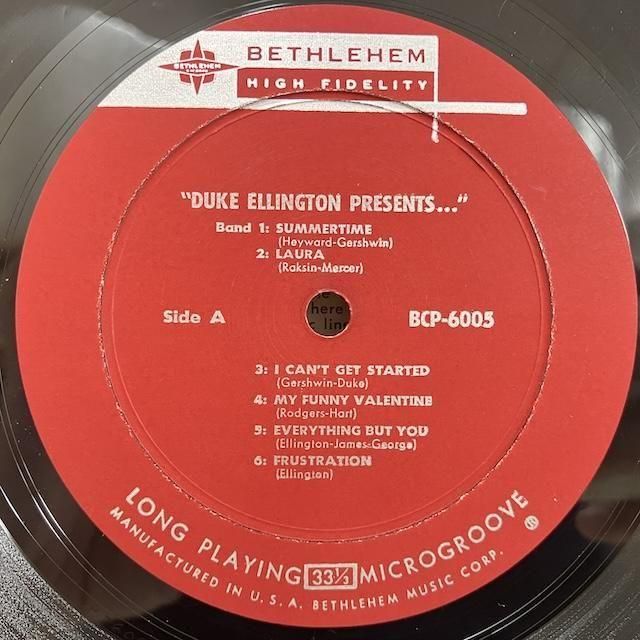 BETHLEHEM
BETHLEHEM
HIGH FIDELITY
"DUKE ELLINGTON PRESENTS..."
Band 1: SUMMERTIME
(Heyward-Gershwin)
2: LAURA
(Raksin-Mercer)
here
Side A
BCP-6005
3: I CAN'T GET STARTED
(Gershwin-Duke)
4: MY FUNNY VALENTINE
(Rodgers-Hart)
5: EVERYTHING BUT YOU
(Ellington-James-George)
6: FRUSTRATION
(Ellington)
LONG PLAYING 33⅓ MICROGROOVE ®
MANUFACTURED IN U.S.A. BETHLEHEM MUSIC CORP.